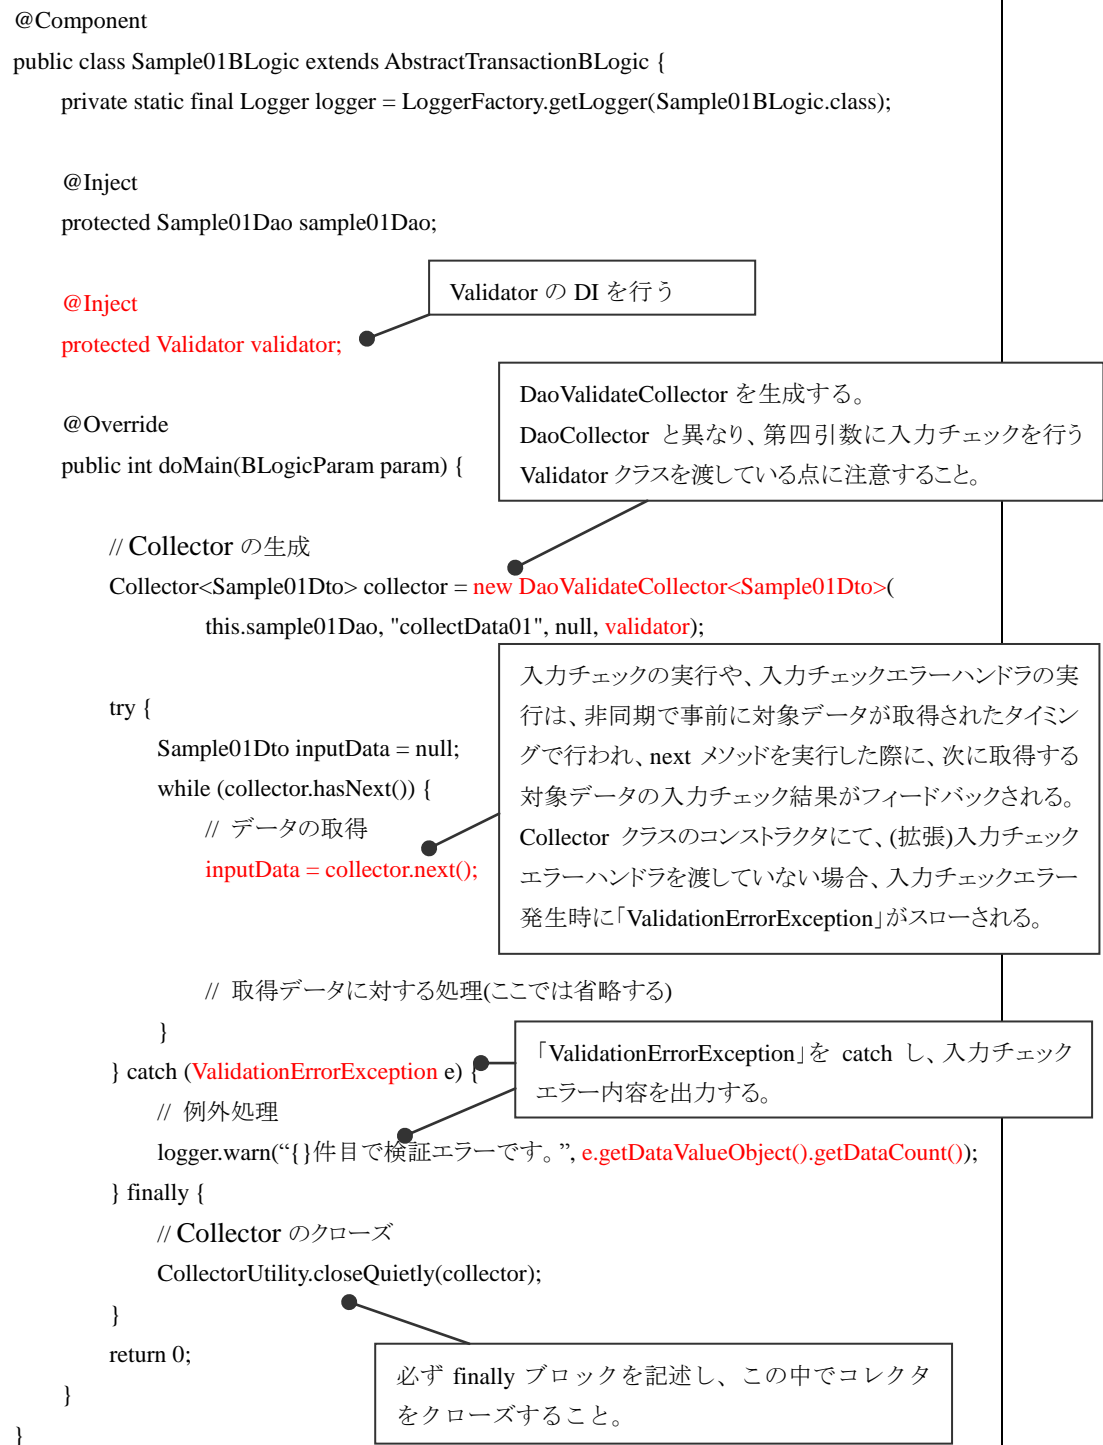 @Component
public class Sample01BLogic extends AbstractTransactionBLogic {
private static final Logger logger = LoggerFactory.getLogger(Sample01BLogic.class);
@Inject
protected Sample01Dao sample01Dao;
@Inject
protected Validator validator;
Validator の DI を行う
@Override
public int doMain(BLogicParam param) {
DaoValidateCollector を生成する。
DaoCollector と異なり、第四引数に入力チェックを行う
Validator クラスを渡している点に注意すること。
// Collector の生成
Collector<Sample01Dto> collector = new DaoValidateCollector<Sample01Dto>(
this.sample01Dao, "collectData01", null, validator);
try {
Sample01Dto inputData = null;
while (collector.hasNext()) {
// データの取得
inputData = collector.next();
入力チェックの実行や、入力チェックエラーハンドラの実
行は、非同期で事前に対象データが取得されたタイミン
グで行われ、next メソッドを実行した際に、次に取得する
対象データの入力チェック結果がフィードバックされる。
Collector クラスのコンストラクタにて、(拡張)入力チェック
エラーハンドラを渡していない場合、入力チェックエラー
発生時に「ValidationErrorException」がスローされる。
// 取得データに対する処理(ここでは省略する)
}
} catch (ValidationErrorException e) {
「ValidationErrorException」を catch し、入力チェック
エラー内容を出力する。
// 例外処理
logger.warn(“{}件目で検証エラーです。”, e.getDataValueObject().getDataCount());
} finally {
// Collector のクローズ
CollectorUtility.closeQuietly(collector);
}
return 0;
必ず finally ブロックを記述し、この中でコレクタ
をクローズすること。
}
}